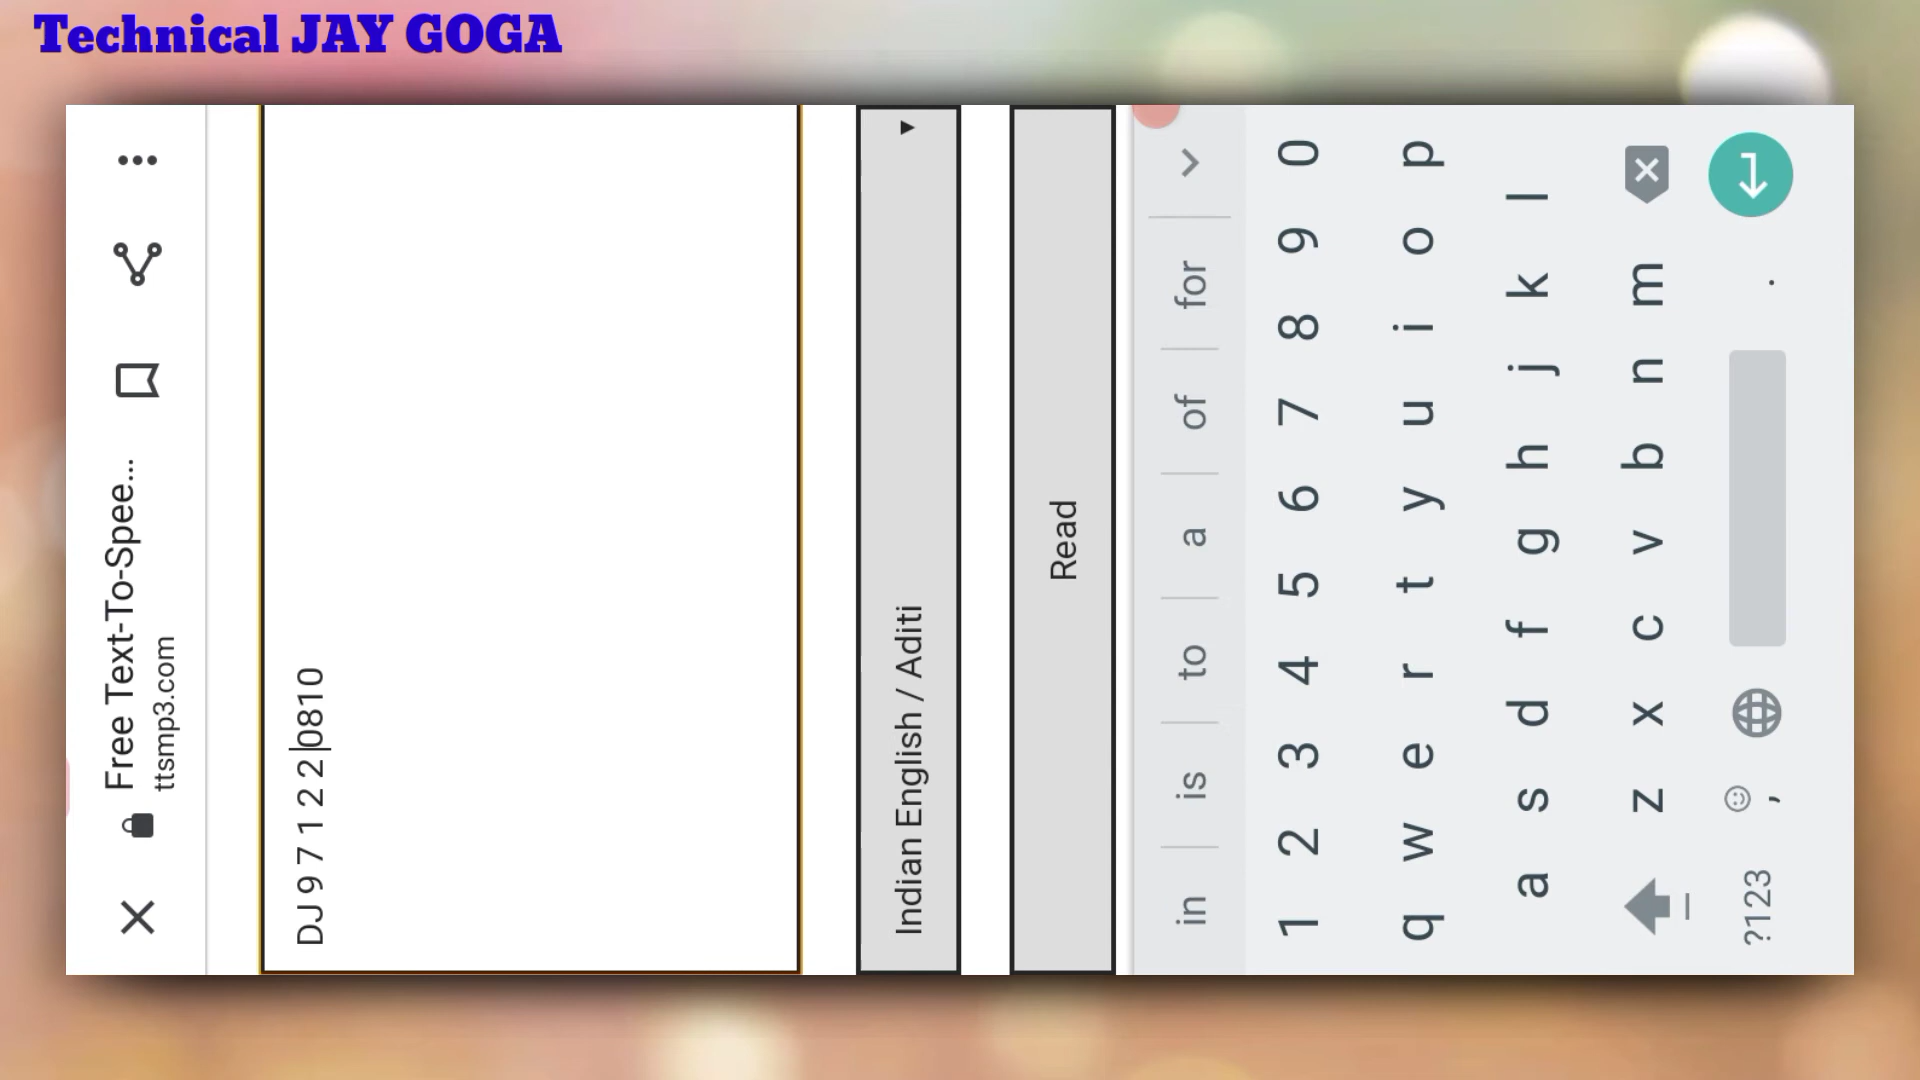 Technical JAY GOGA
Free Text-To-Spee...
ttsmp3.com
DJ 9 7 1 2 2 0810
Indian English / Aditi
Read
in is to a of for
1 2 3 4 5 6 7 8 9 0
q w e r t y u i o p
a s d f g h j k l
z x c v b n m
?123 , .